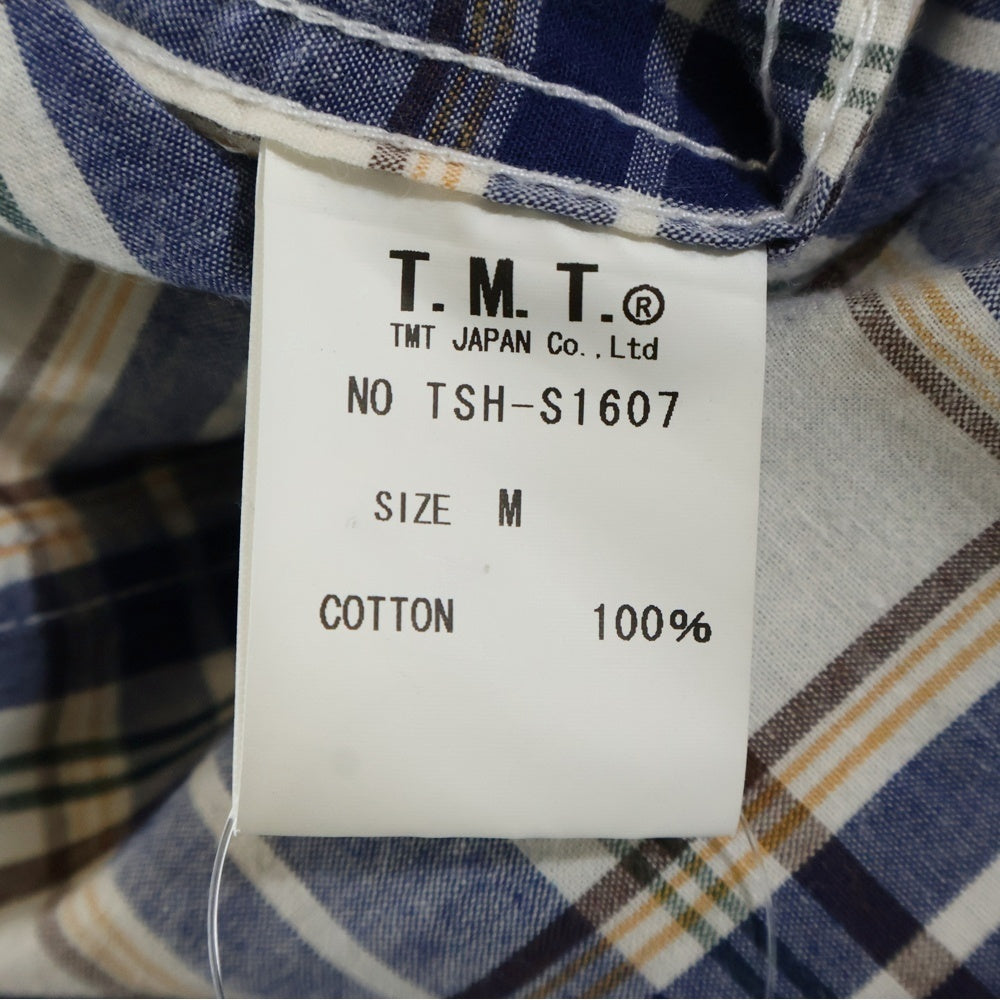 T.M.T.®
TMT JAPAN Co.,Ltd
NO TSH-S1607
SIZE M
COTTON 100%